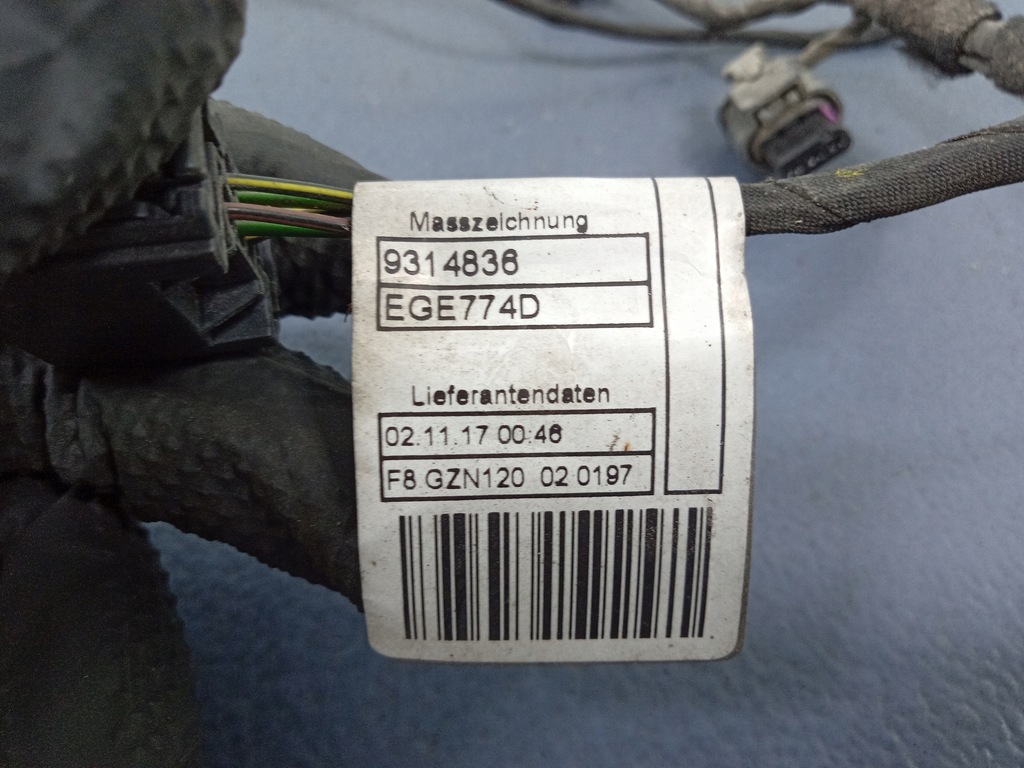 Masszeichnung
9314836
EGE774D
Lieferantendaten
02.11.17 00:46
F8 GZN120 02 0197